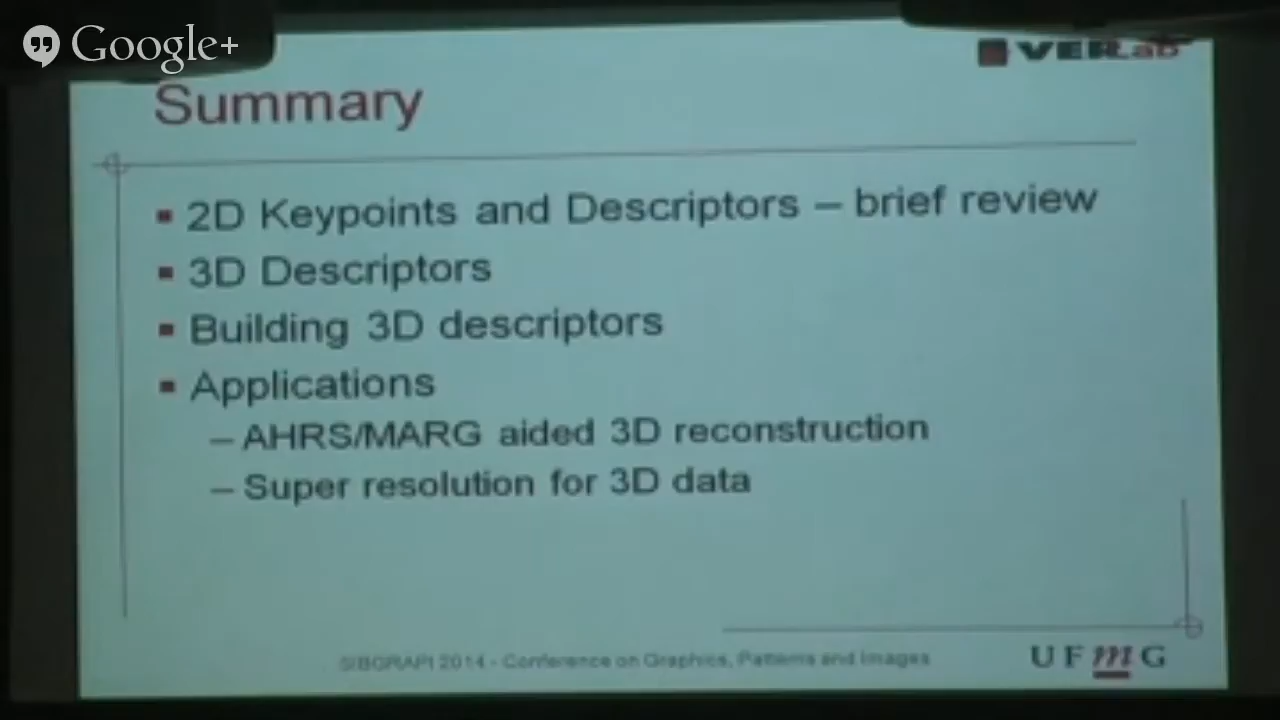 Google+
VERLab
Summary
2D Keypoints and Descriptors – brief review
3D Descriptors
Building 3D descriptors
Applications
– AHRS/MARG aided 3D reconstruction
– Super resolution for 3D data
SIBGRAPI 2014 - Conference on Graphics, Patterns and Images
UFmG